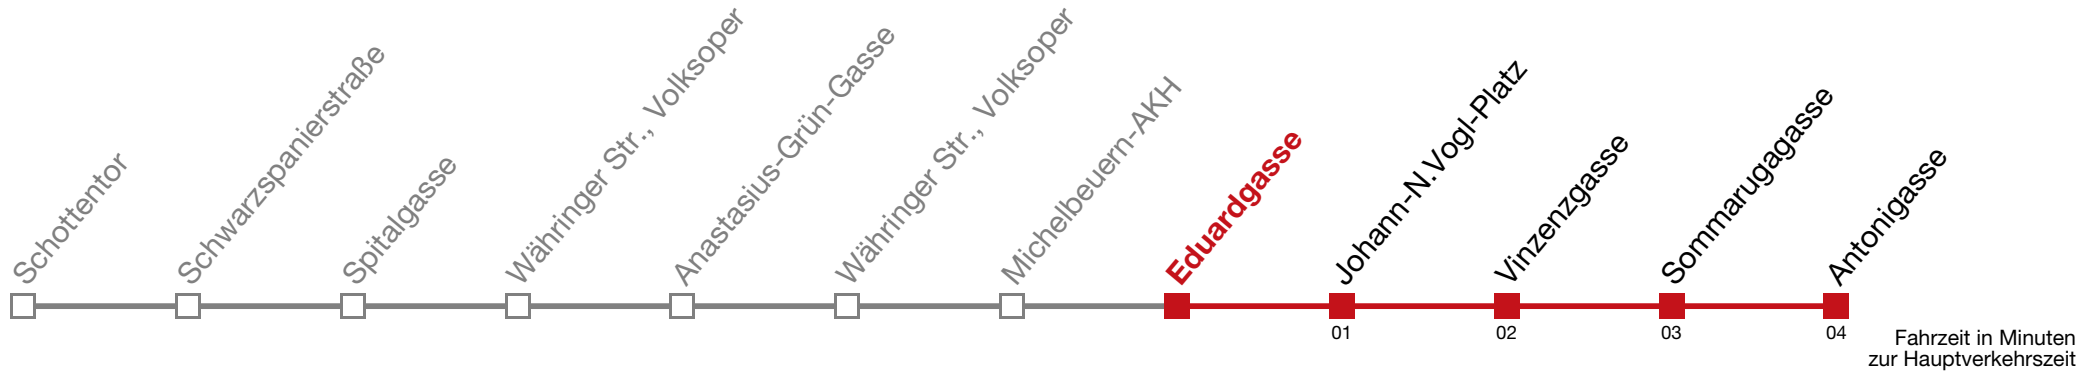 Schottentor
Schwarzspanierstraße
Spitalgasse
Währinger Str., Volksoper
Anastasius-Grün-Gasse
Währinger Str., Volksoper
Michelbeuern-AKH
Eduardgasse
Johann-N.Vogl-Platz
Vinzenzgasse
Sommarugagasse
Antonigasse
01
02
03
04
Fahrzeit in Minuten
zur Hauptverkehrszeit